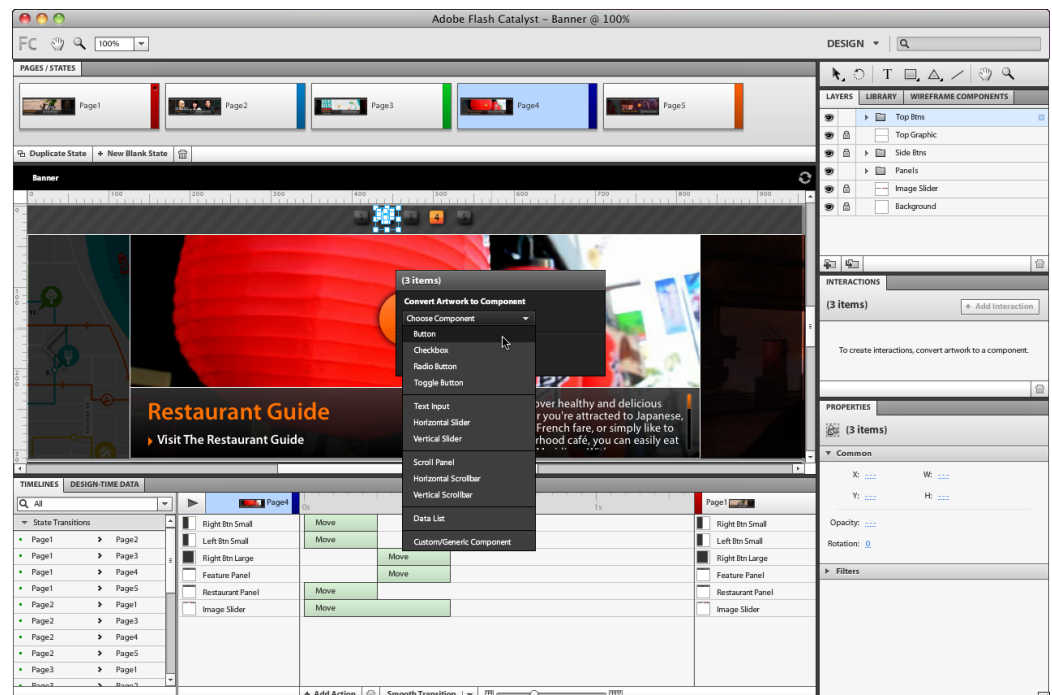 Adobe Flash Catalyst – Banner @ 100%
FC 100% DESIGN
PAGES / STATES
Page1 Page2 Page3 Page4 Page5
Duplicate State + New Blank State
Banner
0 100 200 300 400 500 600 700 800 900
4
(3 items)
Convert Artwork to Component
Choose Component
Button
Checkbox
Radio Button
Toggle Button
Text Input
Horizontal Slider
Vertical Slider
Scroll Panel
Horizontal Scrollbar
Vertical Scrollbar
Data List
Custom/Generic Component
Restaurant Guide
Visit The Restaurant Guide
over healthy and delicious
r you're attracted to Japanese,
French fare, or simply like to
rhood café, you can easily eat
TIMELINES DESIGN-TIME DATA
All
State Transitions
Page1 Page2
Page1 Page3
Page1 Page4
Page1 Page5
Page2 Page1
Page2 Page3
Page2 Page4
Page2 Page5
Page3 Page1
Page3 Page2
Page4 0s 1s Page1
Right Btn Small Move Right Btn Small
Left Btn Small Move Left Btn Small
Right Btn Large Move Right Btn Large
Feature Panel Move Feature Panel
Restaurant Panel Move Restaurant Panel
Image Slider Move Image Slider
+ Add Action Smooth Transition
LAYERS LIBRARY WIREFRAME COMPONENTS
Top Btns
Top Graphic
Side Btns
Panels
Image Slider
Background
INTERACTIONS
(3 items) + Add Interaction
To create interactions, convert artwork to a component.
PROPERTIES
(3 items)
Common
X: --- W: ---
Y: --- H: ---
Opacity: ---
Rotation: 0
Filters